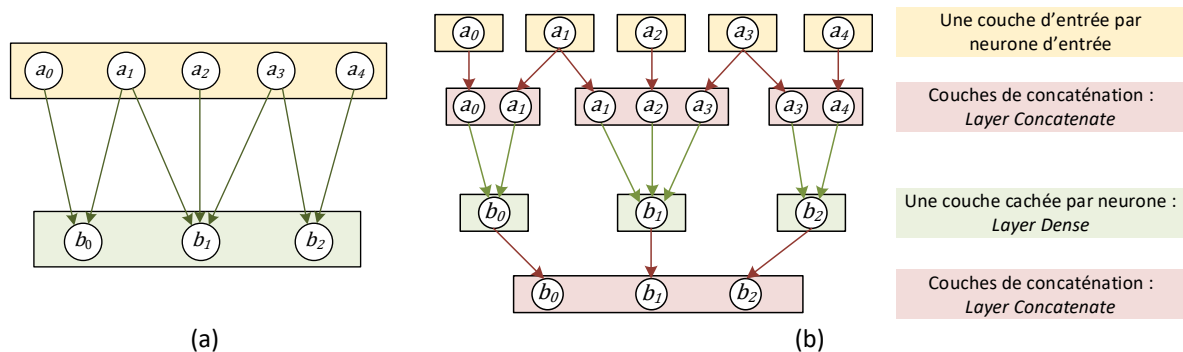 a0 a1 a2 a3 a4
b0 b1 b2
(a)
a0 a1 a2 a3 a4
a0 a1 a1 a2 a3 a3 a4
b0 b1 b2
b0 b1 b2
(b)
Une couche d’entrée par
neurone d’entrée
Couches de concaténation :
Layer Concatenate
Une couche cachée par neurone :
Layer Dense
Couches de concaténation :
Layer Concatenate